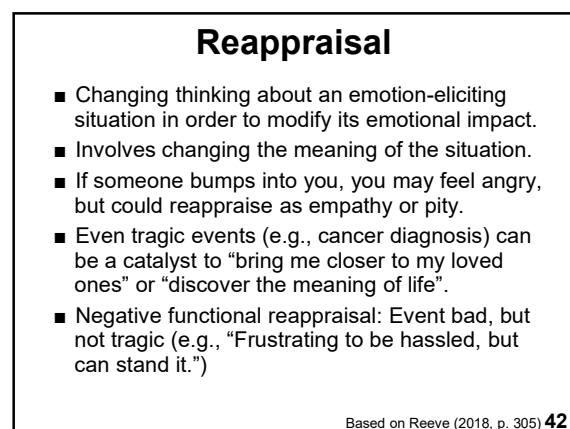 Reappraisal
■ Changing thinking about an emotion-eliciting
situation in order to modify its emotional impact.
■ Involves changing the meaning of the situation.
■ If someone bumps into you, you may feel angry,
but could reappraise as empathy or pity.
■ Even tragic events (e.g., cancer diagnosis) can
be a catalyst to “bring me closer to my loved
ones” or “discover the meaning of life”.
■ Negative functional reappraisal: Event bad, but
not tragic (e.g., “Frustrating to be hassled, but
can stand it.”)
Based on Reeve (2018, p. 305) 42